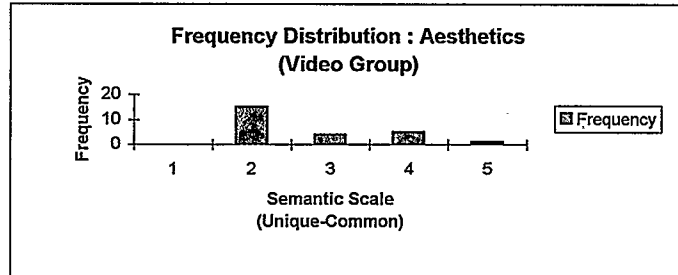 Frequency Distribution : Aesthetics
(Video Group)
Frequency
20
10
0
1 2 3 4 5
Semantic Scale
(Unique-Common)
Frequency